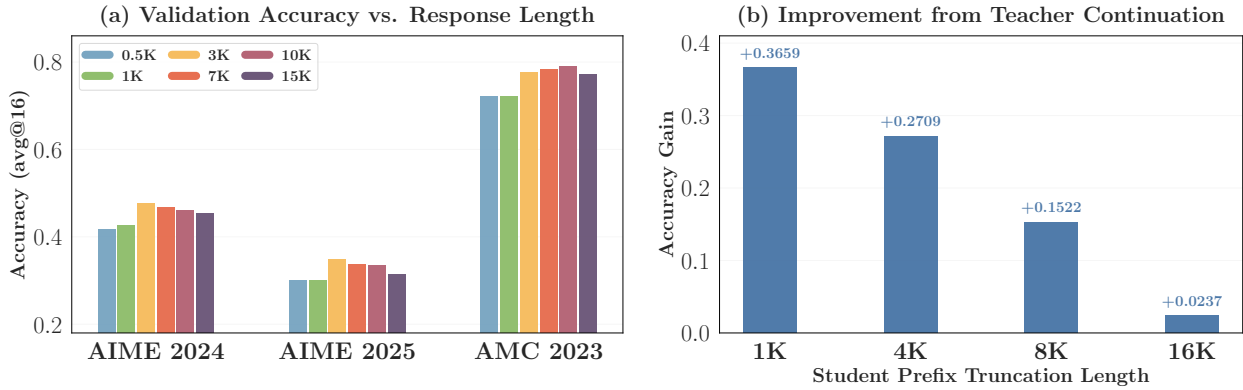 (a) Validation Accuracy vs. Response Length
Accuracy (avg@16)
0.8
0.6
0.4
0.2
0.5K 3K 10K
1K 7K 15K
AIME 2024 AIME 2025 AMC 2023
(b) Improvement from Teacher Continuation
Accuracy Gain
0.4
0.3
0.2
0.1
0.0
+0.3659
+0.2709
+0.1522
+0.0237
1K 4K 8K 16K
Student Prefix Truncation Length